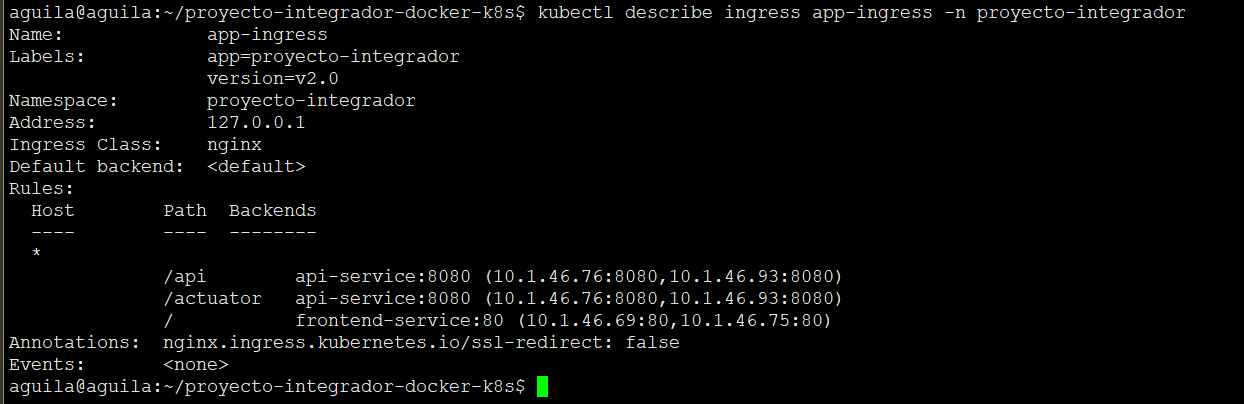 aguila@aguila:~/proyecto-integrador-docker-k8s$ kubectl describe ingress app-ingress -n proyecto-integrador
Name:             app-ingress
Labels:           app=proyecto-integrador
                  version=v2.0
Namespace:        proyecto-integrador
Address:          127.0.0.1
Ingress Class:    nginx
Default backend:  <default>
Rules:
  Host        Path  Backends
  ----        ----  --------
  *
              /api        api-service:8080 (10.1.46.76:8080,10.1.46.93:8080)
              /actuator   api-service:8080 (10.1.46.76:8080,10.1.46.93:8080)
              /           frontend-service:80 (10.1.46.69:80,10.1.46.75:80)
Annotations:  nginx.ingress.kubernetes.io/ssl-redirect: false
Events:       <none>
aguila@aguila:~/proyecto-integrador-docker-k8s$